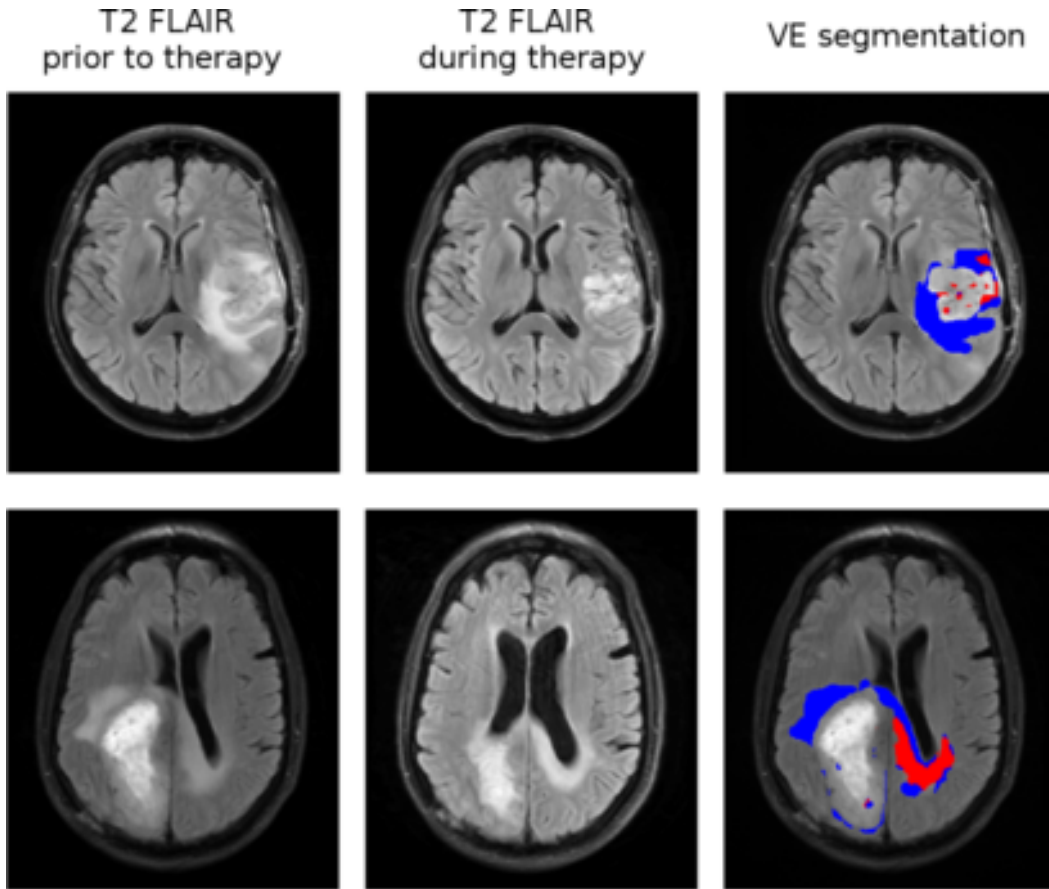 T2 FLAIR
prior to therapy
T2 FLAIR
during therapy
VE segmentation